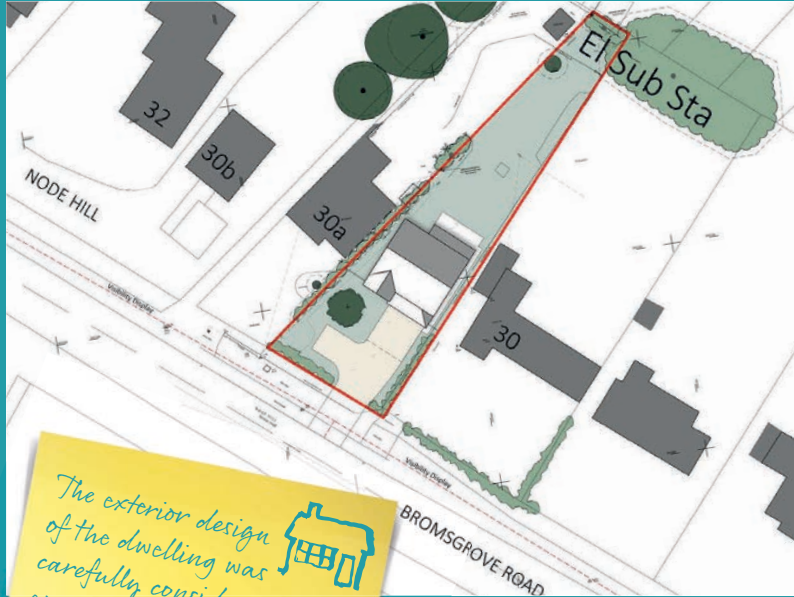 El Sub Sta
32
30b
NODE HILL
30a
Visibility Display
30
Visibility Display
BROMSGROVE ROAD
The exterior design
of the dwelling was
carefully